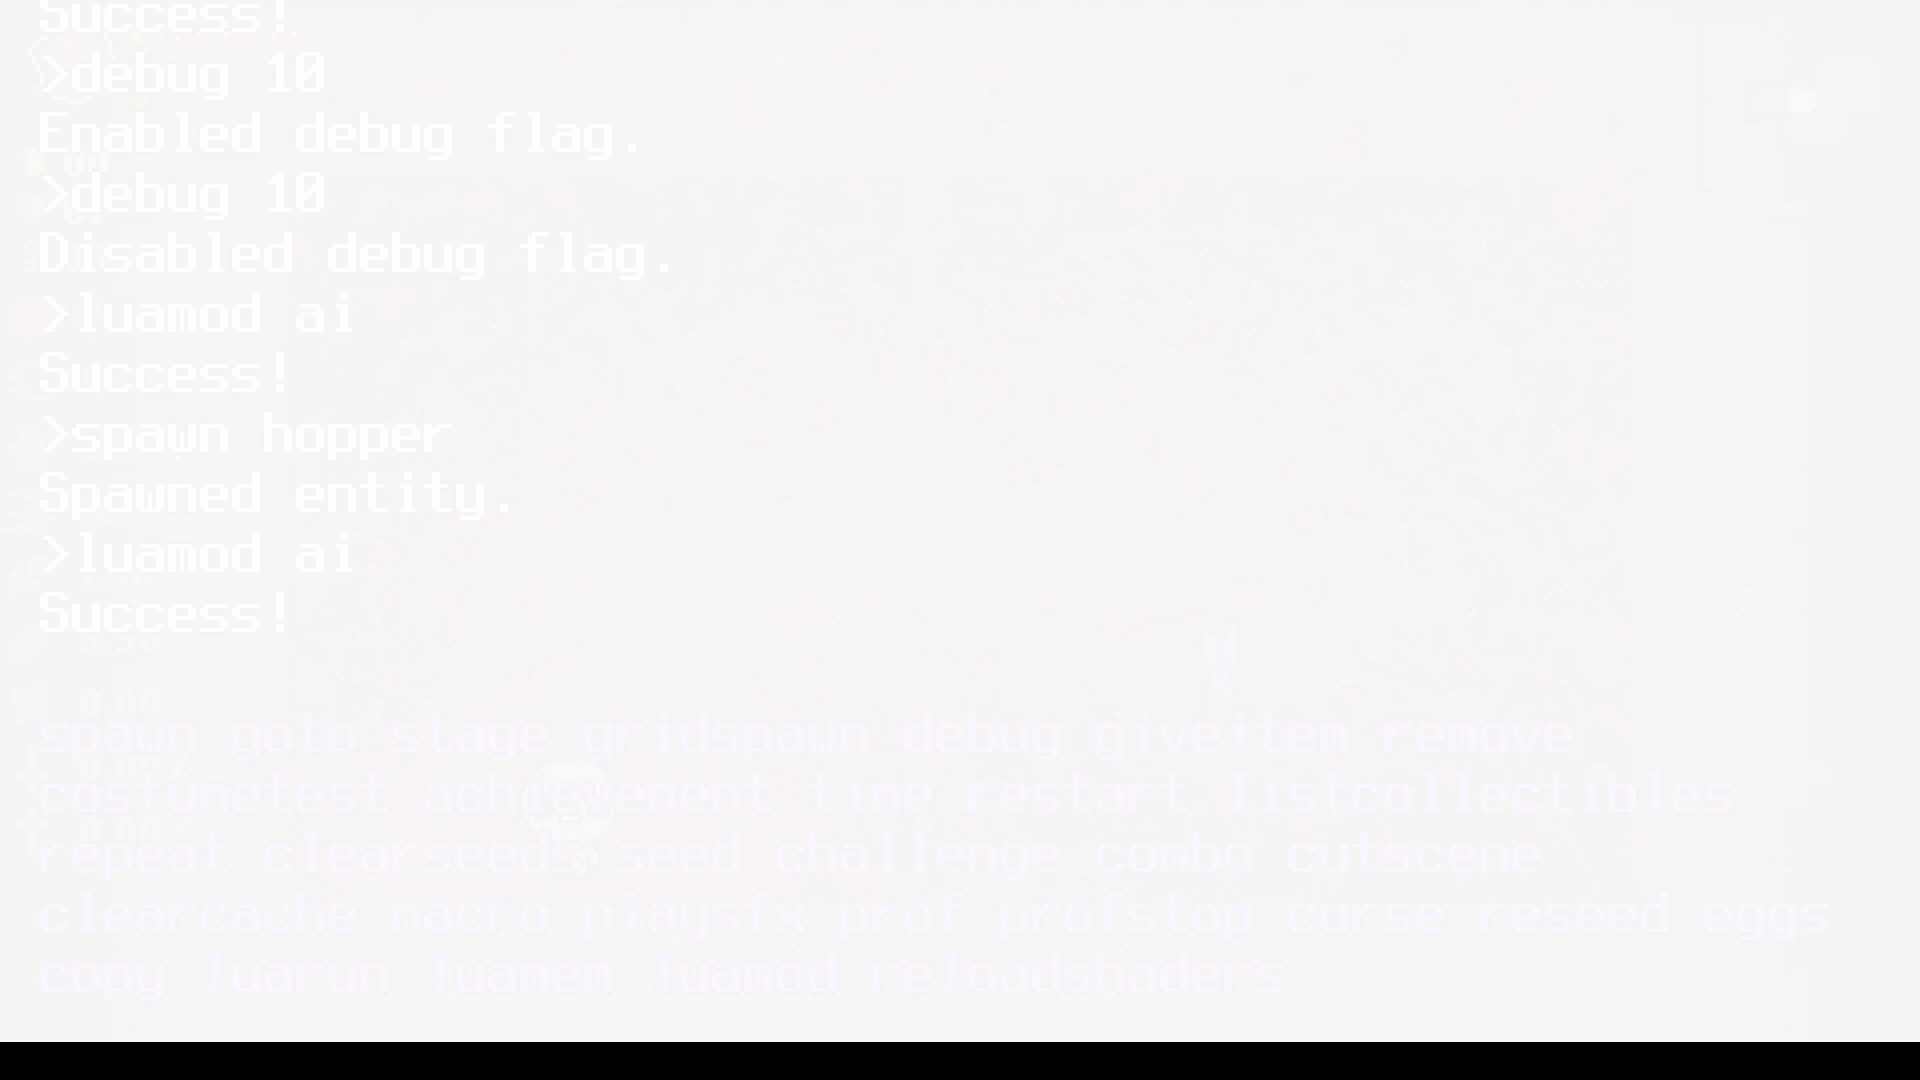 Success!
>debug 10
Enabled debug flag.
>debug 10
Disabled debug flag.
>luamod ai
Success!
>spawn hopper
Spawned entity.
>luamod ai
Success!
0.00
spawn goto stage gridspawn debug giveitem remove
costumetest achievement time restart listcollectibles
repeat clearseeds seed challenge combo cutscene
clearcache macro playsfx prof profstop curse reseed eggs
copy luarun luamem luamod reloadshaders